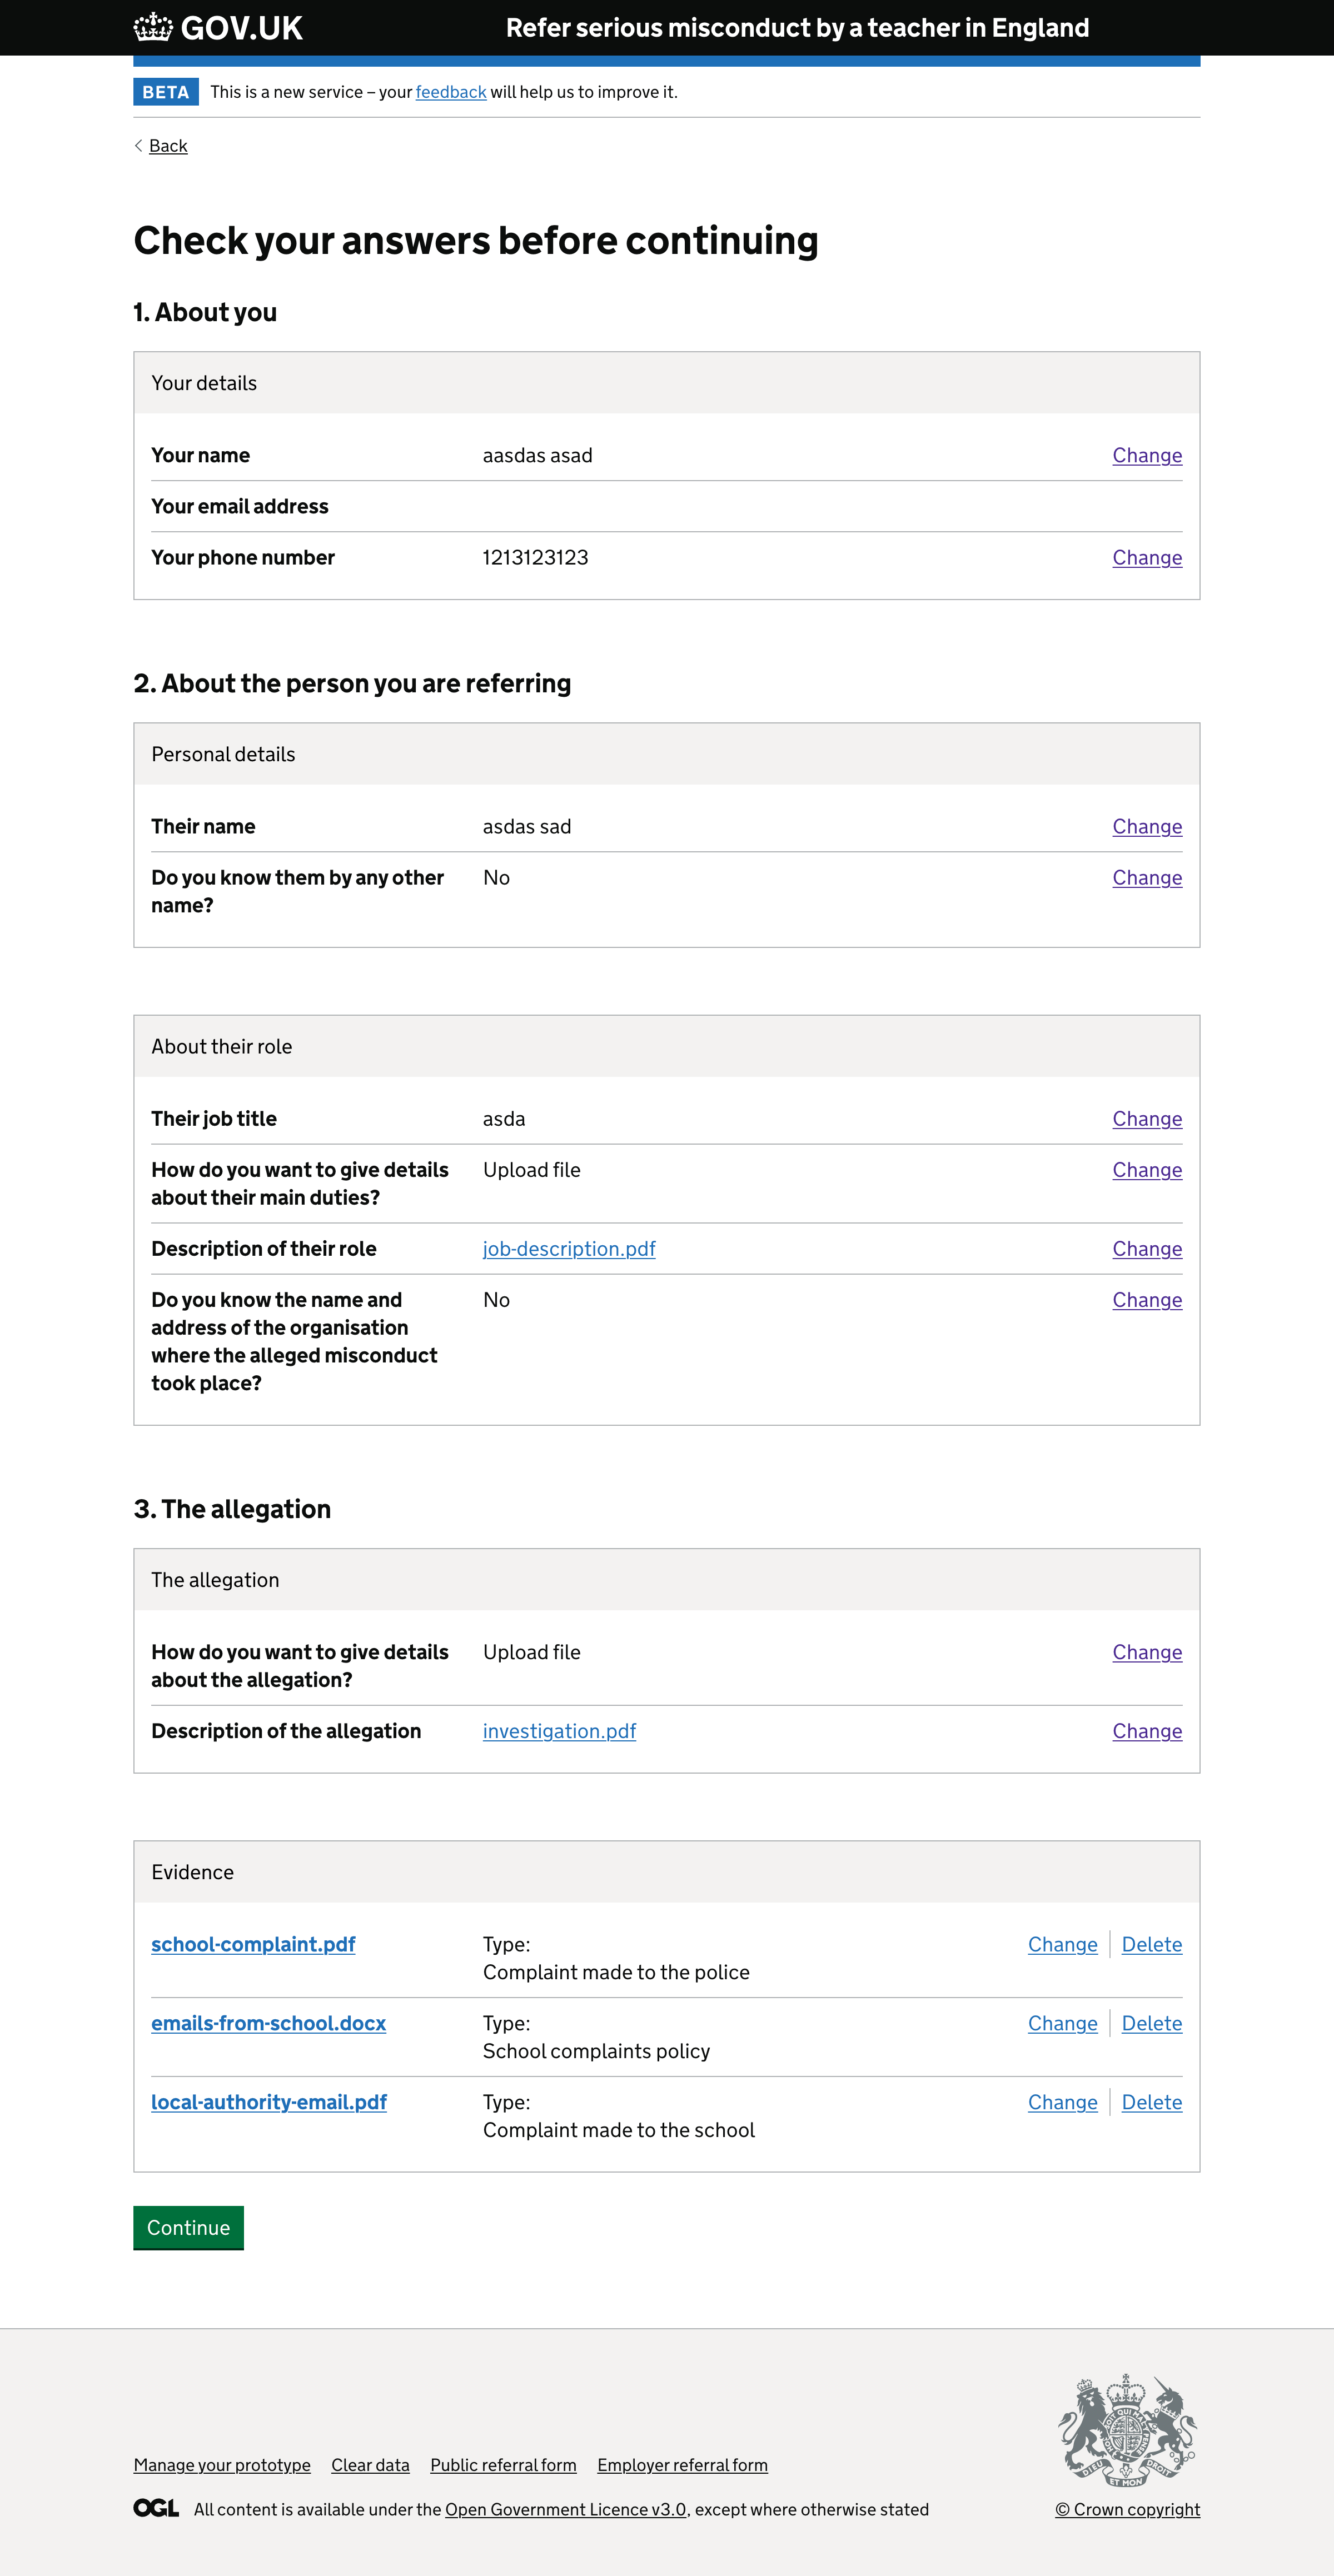 GOV.UK
Refer serious misconduct by a teacher in England
BETA This is a new service – your feedback will help us to improve it.
Back
Check your answers before continuing
1. About you
Your details
Your name aasdas asad Change
Your email address
Your phone number 1213123123 Change
2. About the person you are referring
Personal details
Their name asdas sad Change
Do you know them by any other No Change
name?
About their role
Their job title asda Change
How do you want to give details Upload file Change
about their main duties?
Description of their role job-description.pdf Change
Do you know the name and No Change
address of the organisation
where the alleged misconduct
took place?
3. The allegation
The allegation
How do you want to give details Upload file Change
about the allegation?
Description of the allegation investigation.pdf Change
Evidence
school-complaint.pdf Type: Change Delete
Complaint made to the police
emails-from-school.docx Type: Change Delete
School complaints policy
local-authority-email.pdf Type: Change Delete
Complaint made to the school
Continue
Manage your prototype Clear data Public referral form Employer referral form
OGL All content is available under the Open Government Licence v3.0, except where otherwise stated
DIEU ET MON DROIT
© Crown copyright